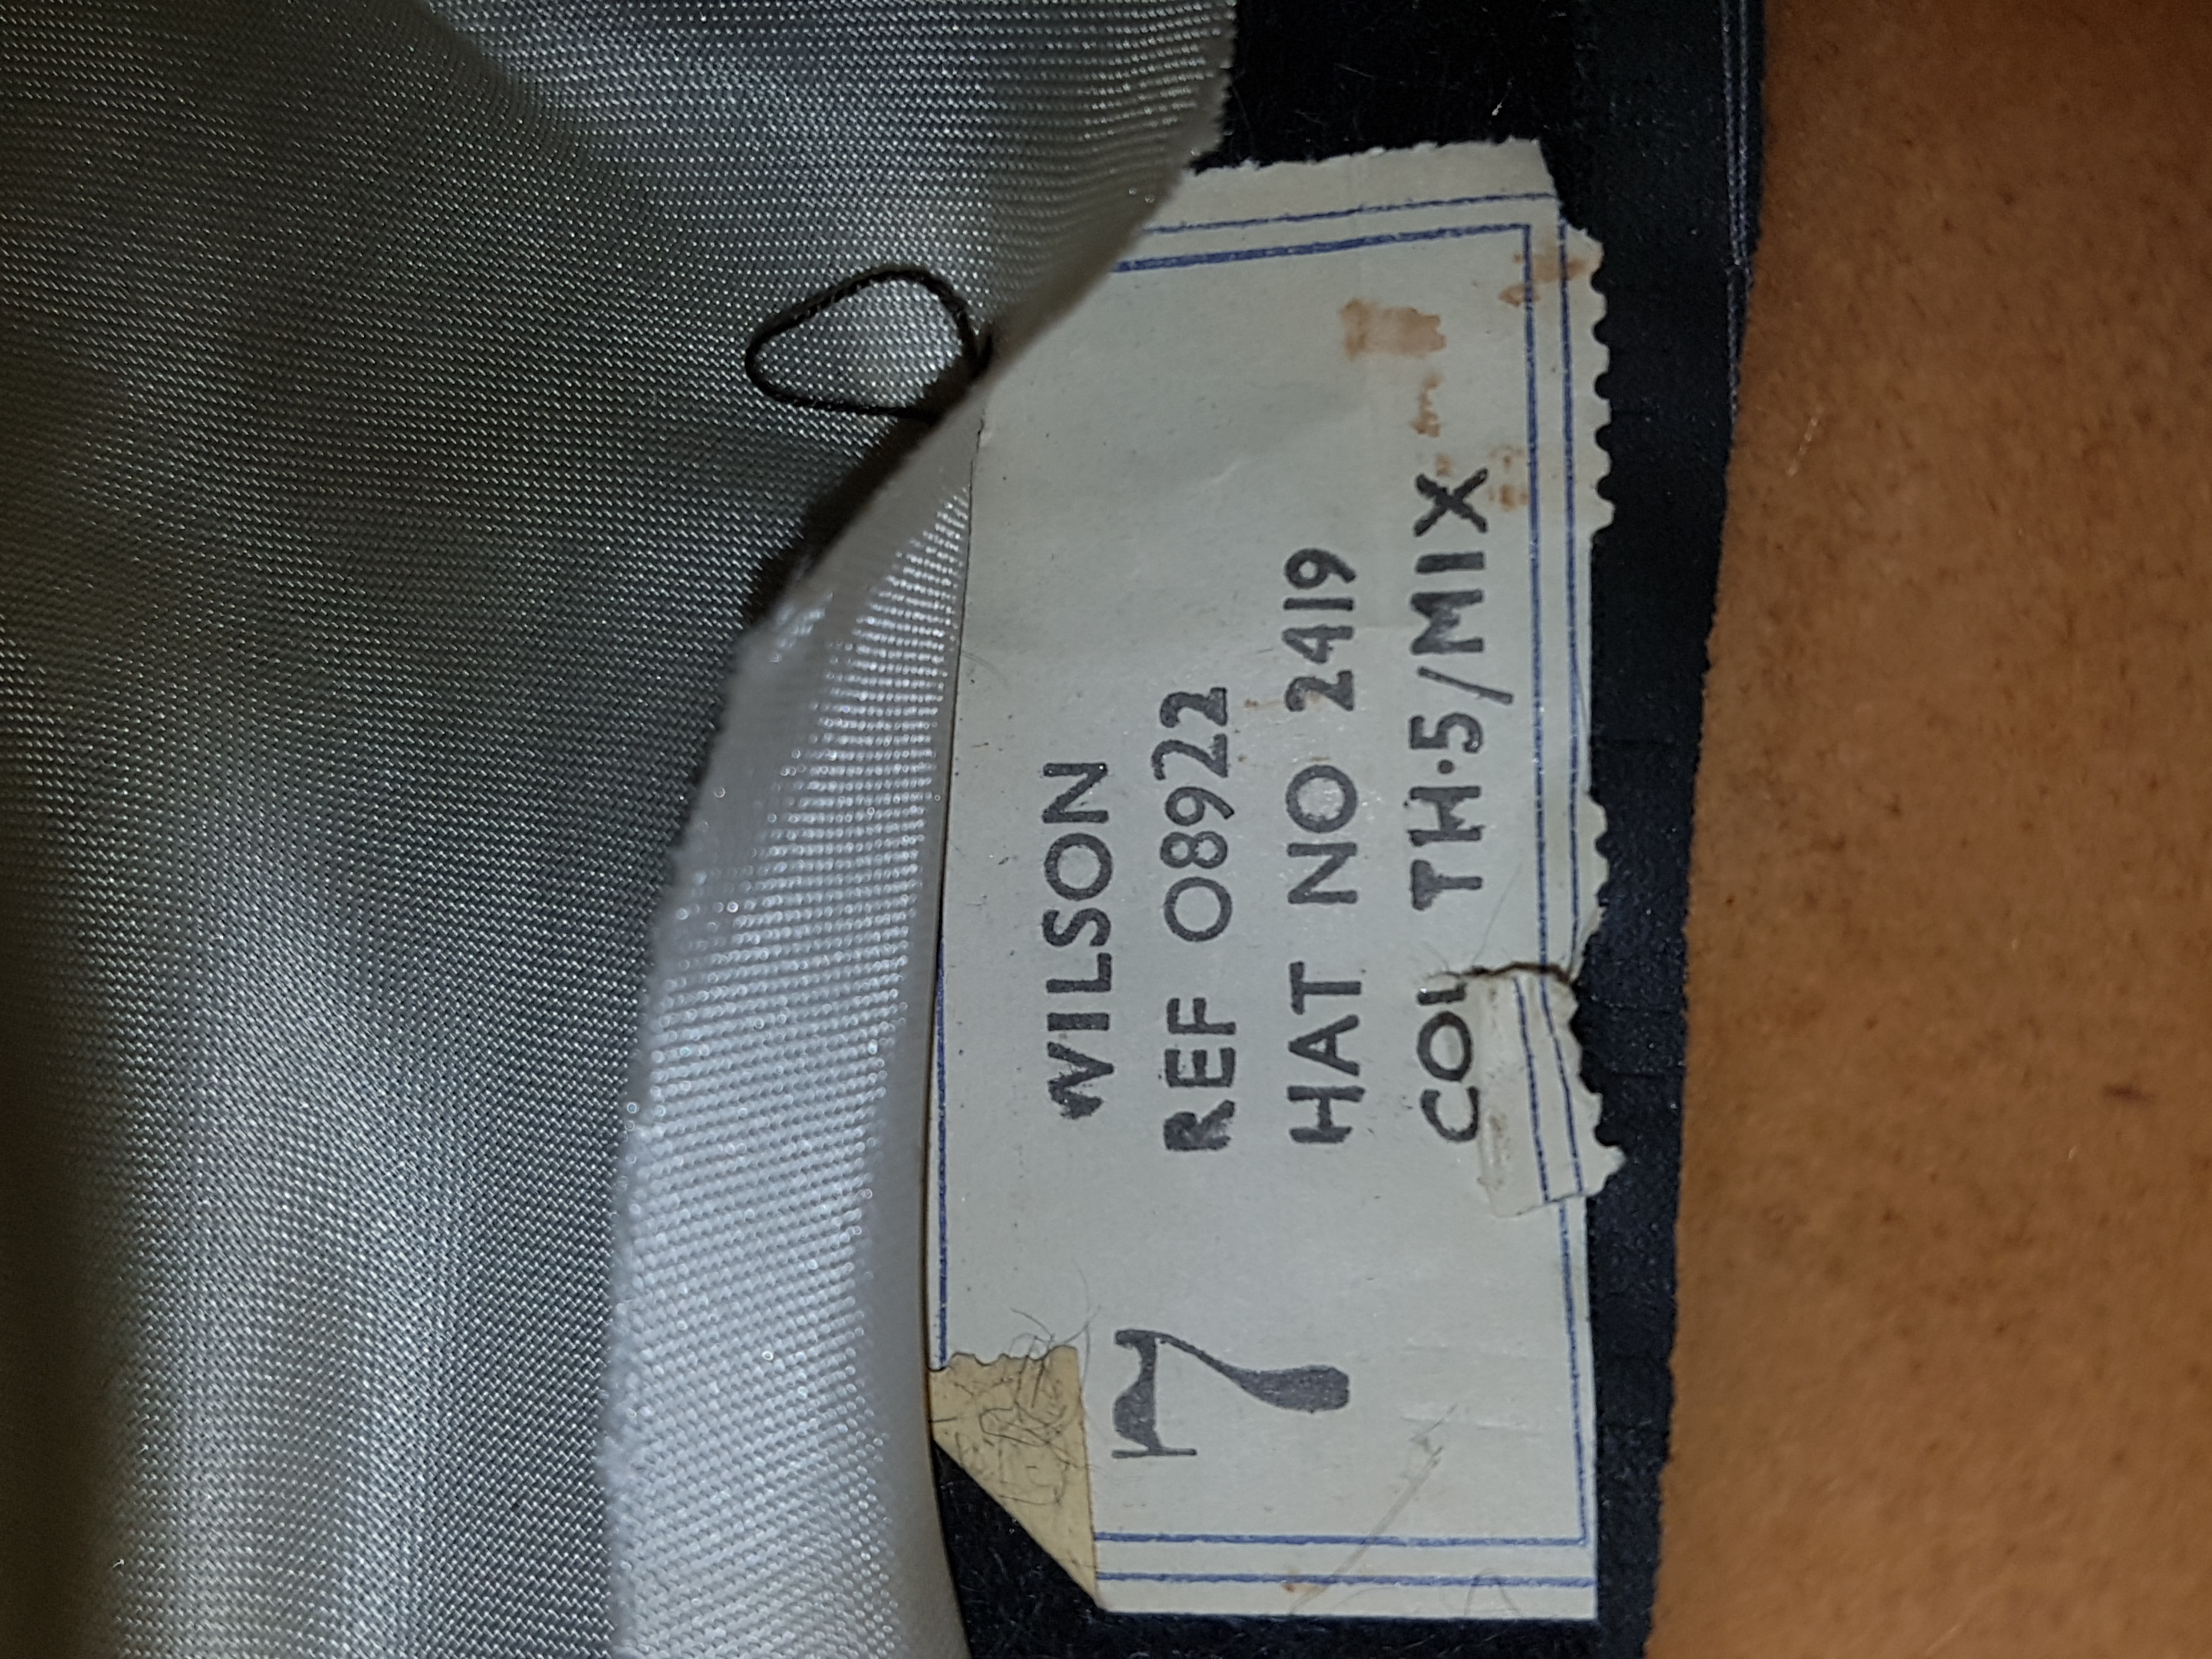 WILSON
REF 08922
HAT NO 2419
COL TH·5/MIX
7